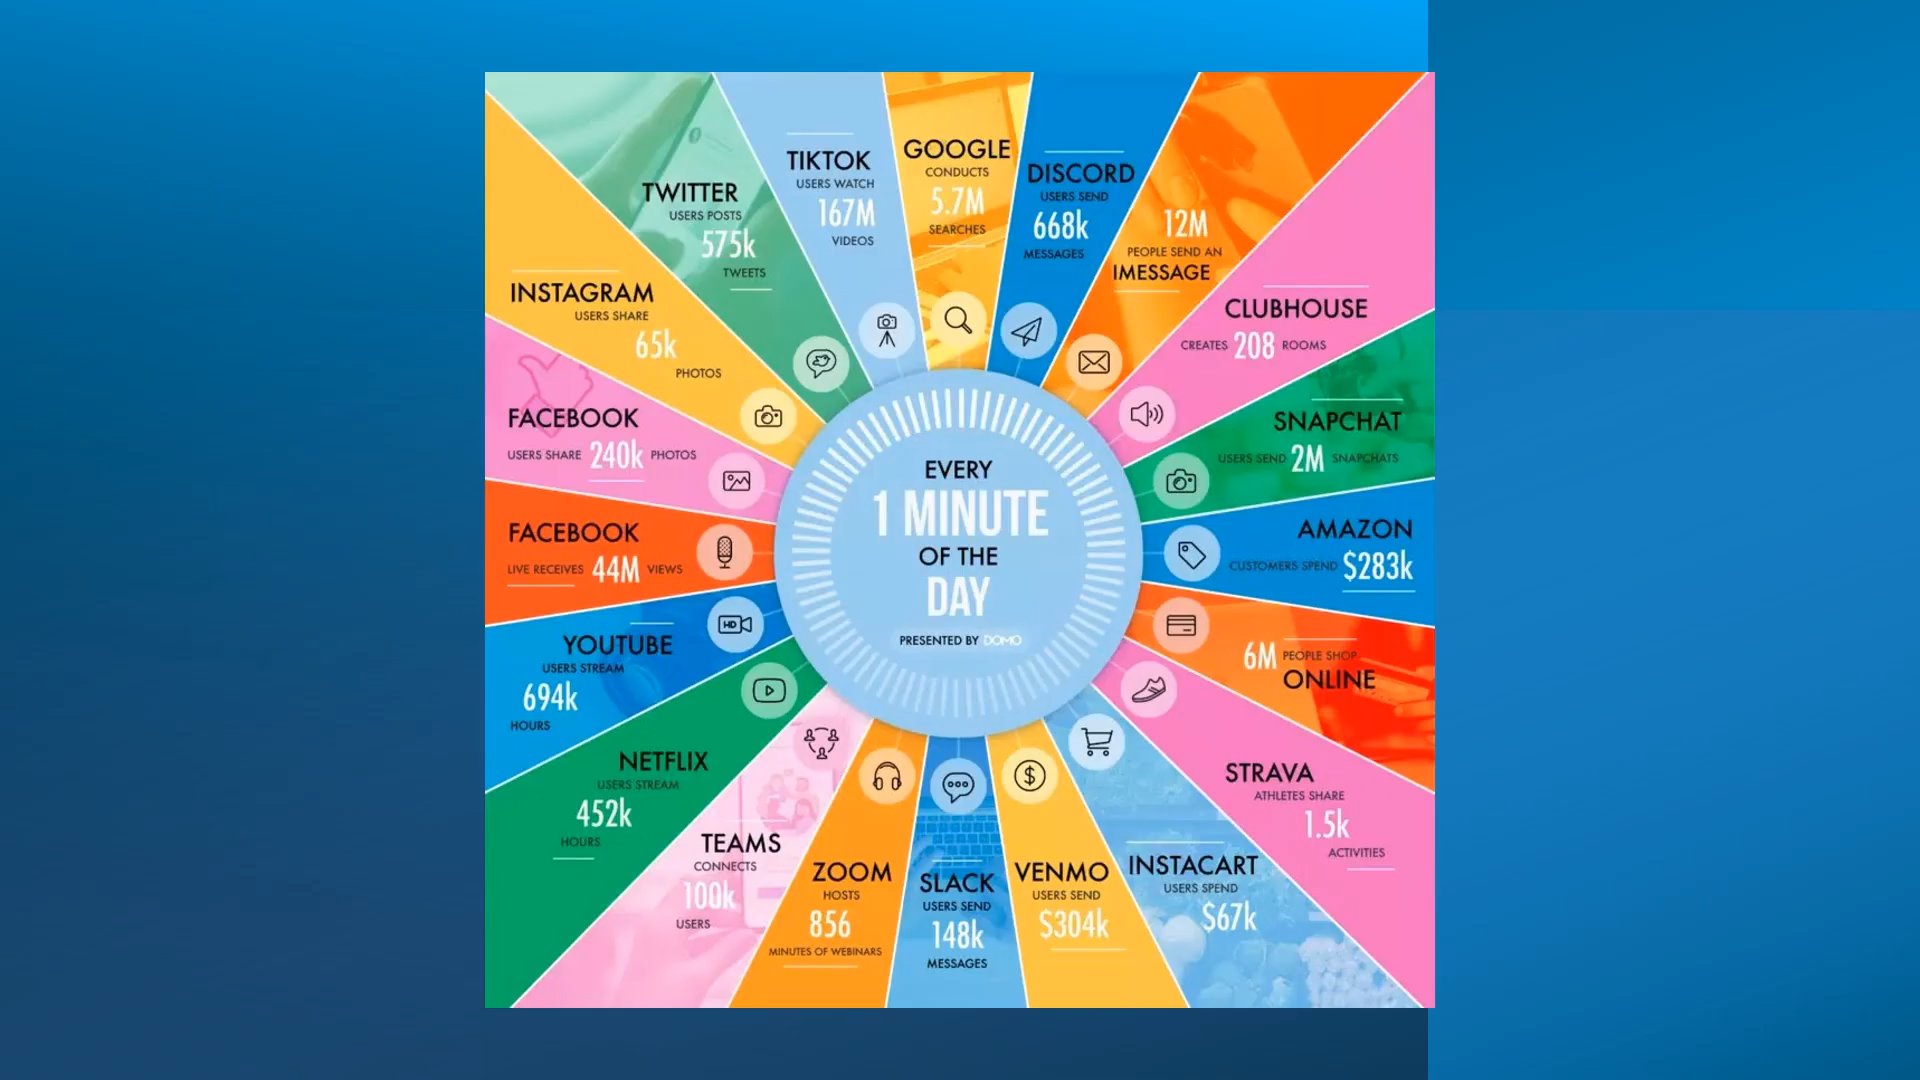 GOOGLE
CONDUCTS
5.7M
SEARCHES
DISCORD
USERS SEND
668k
MESSAGES
12M
PEOPLE SEND AN
IMESSAGE
CLUBHOUSE
CREATES 208 ROOMS
SNAPCHAT
USERS SEND 2M SNAPCHATS
AMAZON
CUSTOMERS SPEND $283k
6M PEOPLE SHOP
ONLINE
STRAVA
ATHLETES SHARE
1.5k
ACTIVITIES
INSTACART
USERS SPEND
$67k
VENMO
USERS SEND
$304k
SLACK
USERS SEND
148k
MESSAGES
ZOOM
HOSTS
856
MINUTES OF WEBINARS
TEAMS
CONNECTS
100k
USERS
NETFLIX
USERS STREAM
452k
HOURS
YOUTUBE
USERS STREAM
694k
HOURS
FACEBOOK
LIVE RECEIVES 44M VIEWS
FACEBOOK
USERS SHARE 240k PHOTOS
INSTAGRAM
USERS SHARE
65k
PHOTOS
TWITTER
USERS POSTS
575k
TWEETS
TIKTOK
USERS WATCH
167M
VIDEOS
EVERY
1 MINUTE
OF THE
DAY
PRESENTED BY DOMO
HD